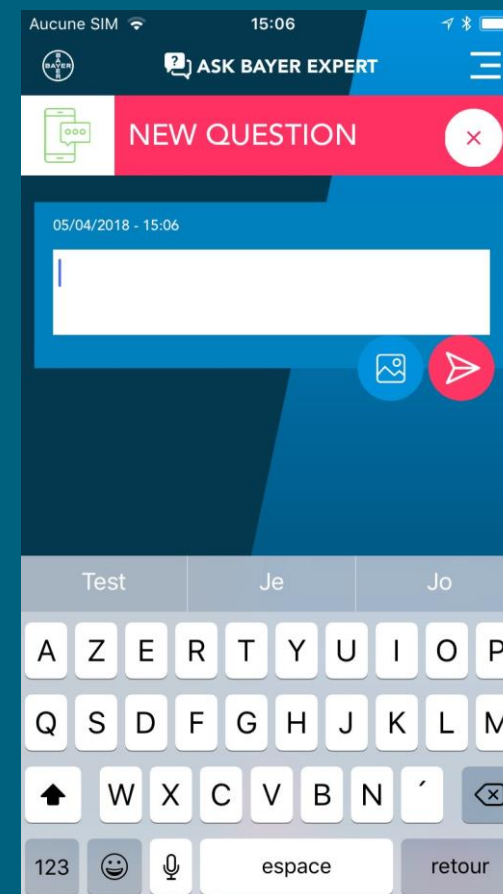 Aucune SIM 15:06
BAYER
BAYER
? ASK BAYER EXPERT
NEW QUESTION
05/04/2018 - 15:06
Test Je Jo
A Z E R T Y U I O P
Q S D F G H J K L M
W X C V B N ´
123 espace retour